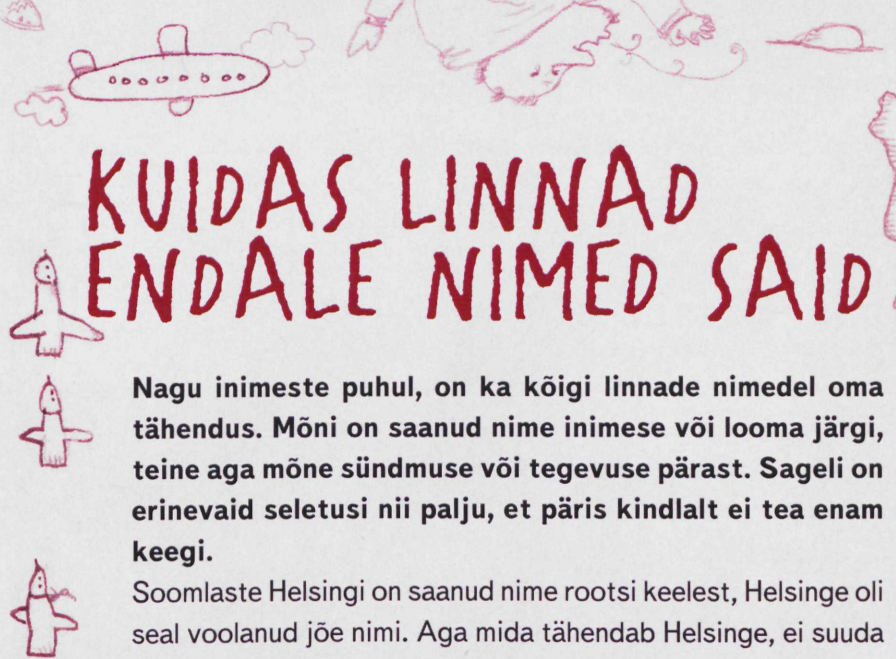 KUIDAS LINNAD
ENDALE NIMED SAID
Nagu inimeste puhul, on ka kõigi linnade nimedel oma
tähendus. Mõni on saanud nime inimese või looma järgi,
teine aga mõne sündmuse või tegevuse pärast. Sageli on
erinevaid seletusi nii palju, et päris kindlalt ei tea enam
keegi.
Soomlaste Helsingi on saanud nime rootsi keelest, Helsinge oli
seal voolanud jõe nimi. Aga mida tähendab Helsinge, ei suuda